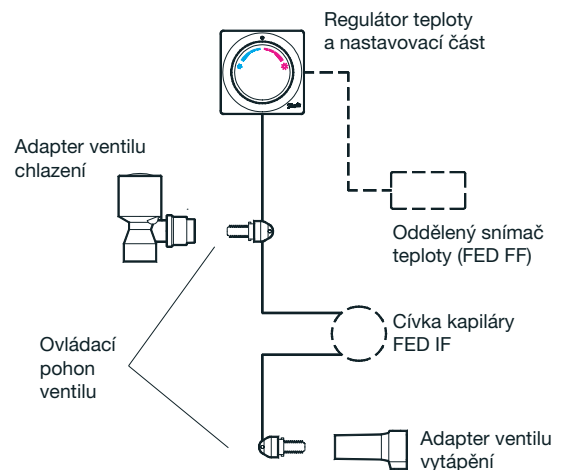 Regulátor teploty
a nastavovací část
Adapter ventilu
chlazení
Oddělený snímač
teploty (FED FF)
Cívka kapiláry
FED IF
Ovládací
pohon
ventilu
Adapter ventilu
vytápění